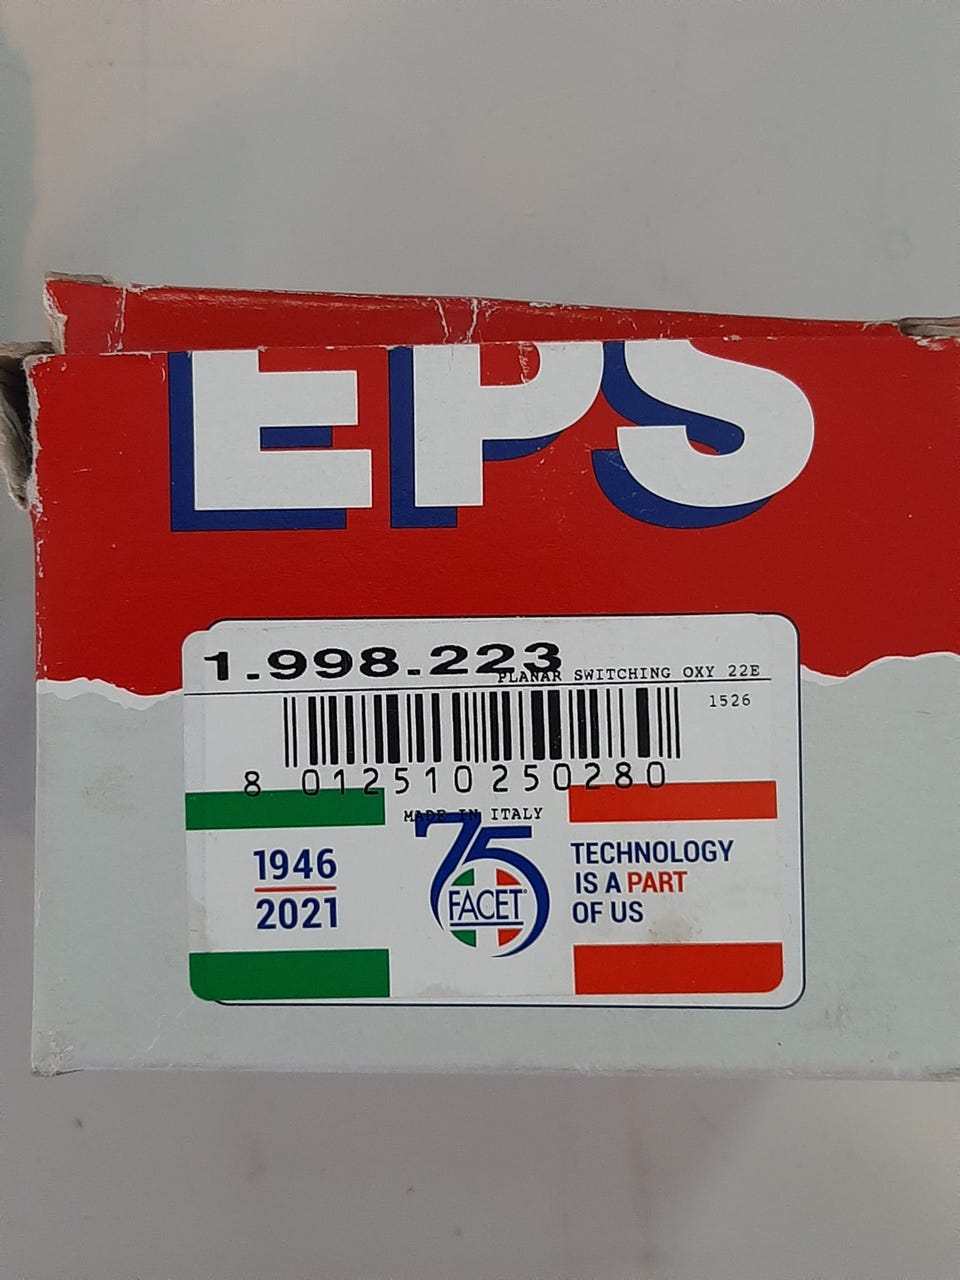 EPS
1.998.223
PLANAR SWITCHING OXY 22E
1526
8 012510 250280
MADE IN ITALY
1946
2021
75
FACET
TECHNOLOGY
IS A PART
OF US